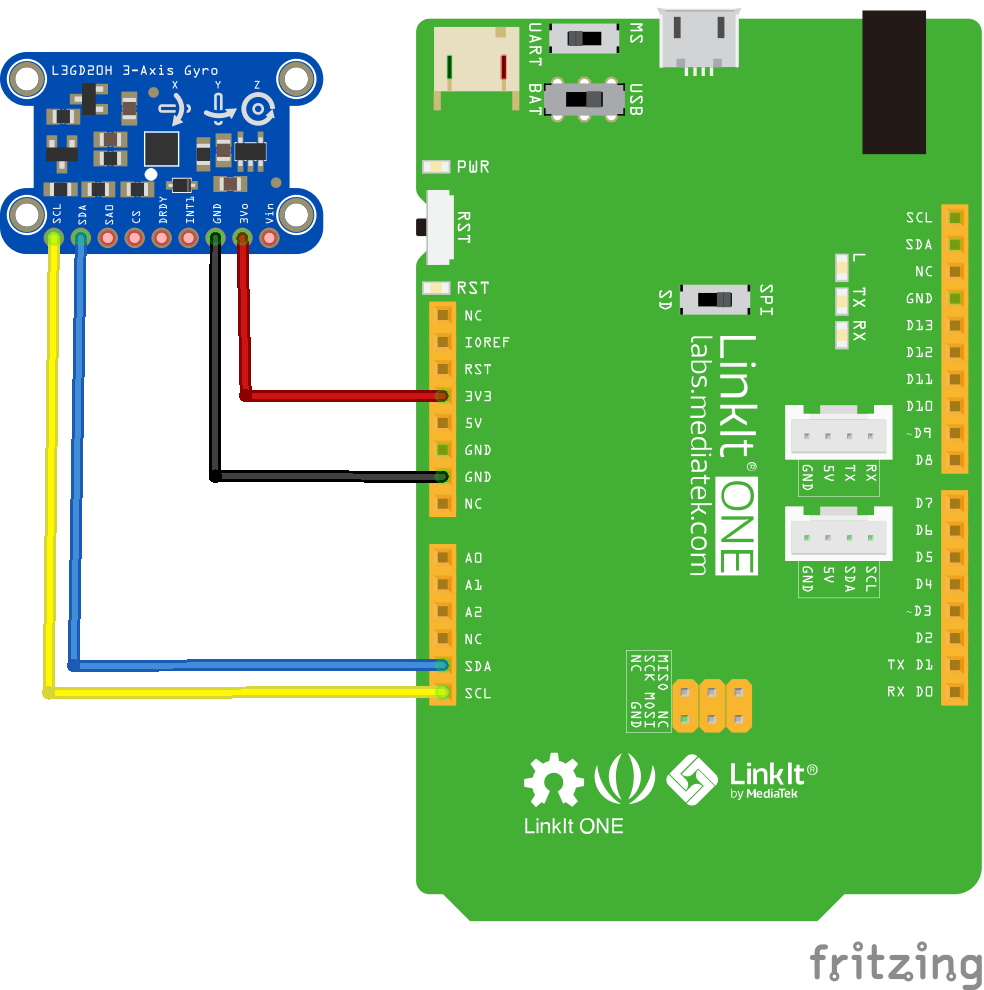 L3GD20H 3-Axis Gyro
X Y Z
SCL
SDA
SA0
CS
DRDY
INT1
GND
3Vo
Vin
UART
MS
BAT
USB
PWR
RST
RST
NC
IOREF
RST
3V3
5V
GND
GND
NC
A0
A1
A2
NC
SDA
SCL
SD
SPI
L
TX
RX
LinkIt® ONE
labs.mediatek.com
SCL
SDA
NC
GND
D13
D12
D11
D10
~D9
D8
GND
5V
TX
RX
GND
5V
SDA
SCL
D7
D6
D5
D4
~D3
D2
TX D1
RX D0
MISO NC
SCK MOSI
NC GND
LinkIt ONE
LinkIt®
by MediaTek
fritzing